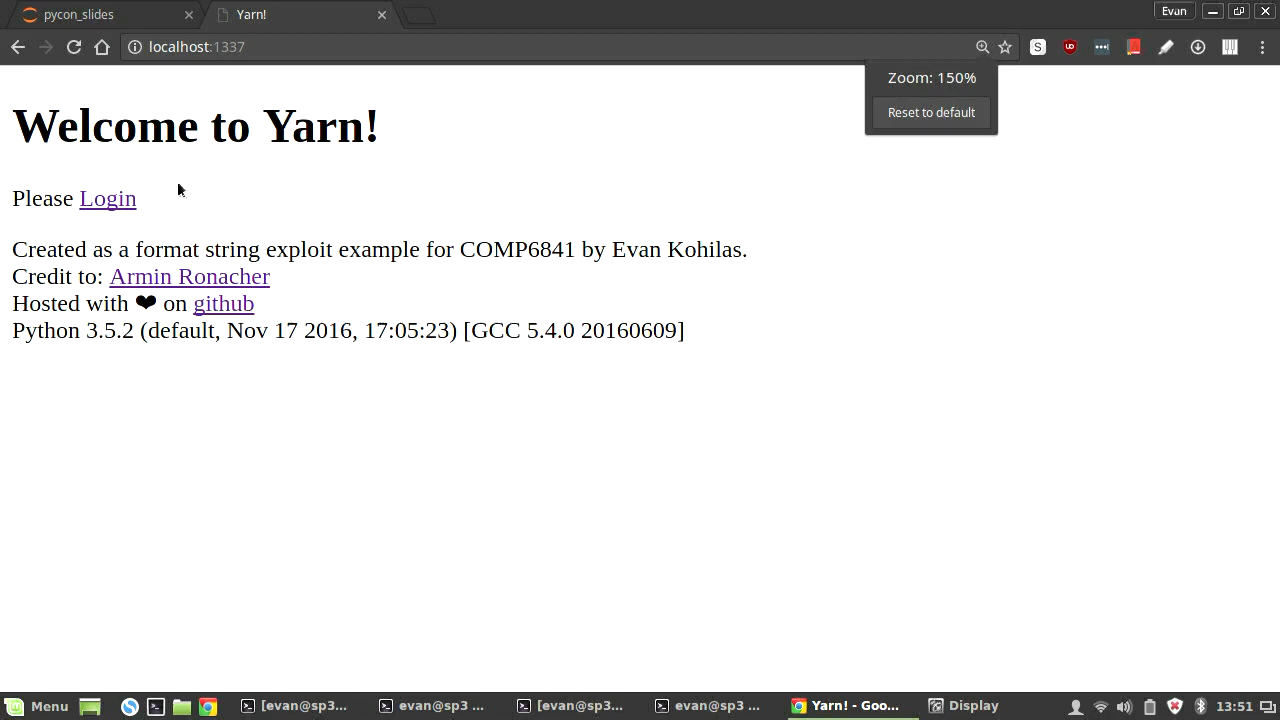 pycon_slides
Yarn!
Evan
localhost:1337
S
Zoom: 150%
Reset to default
Welcome to Yarn!
Please Login
Created as a format string exploit example for COMP6841 by Evan Kohilas.
Credit to: Armin Ronacher
Hosted with ❤ on github
Python 3.5.2 (default, Nov 17 2016, 17:05:23) [GCC 5.4.0 20160609]
Menu
[evan@sp3...
evan@sp3 ...
[evan@sp3...
evan@sp3 ...
Yarn! - Goo...
Display
13:51